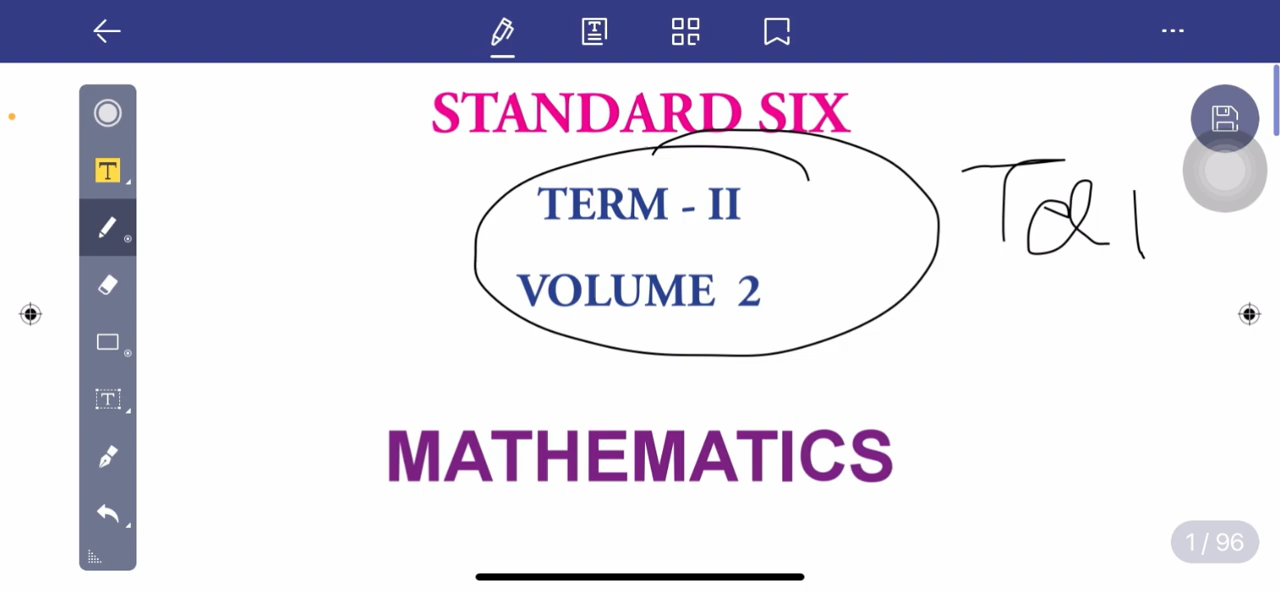 STANDARD SIX
TERM - II
VOLUME 2
MATHEMATICS
1 / 96